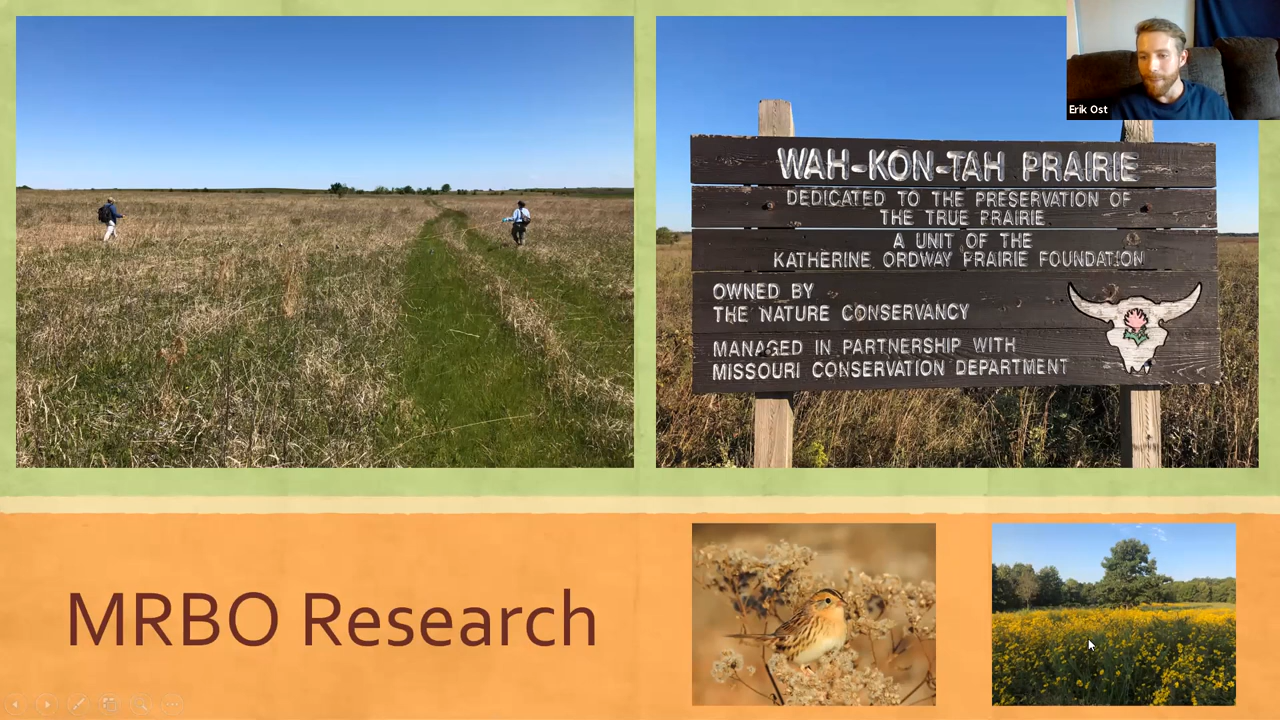 Erik Ost
WAH-KON-TAH PRAIRIE
DEDICATED TO THE PRESERVATION OF
THE TRUE PRAIRIE
A UNIT OF THE
KATHERINE ORDWAY PRAIRIE FOUNDATION
OWNED BY
THE NATURE CONSERVANCY
MANAGED IN PARTNERSHIP WITH
MISSOURI CONSERVATION DEPARTMENT
MRBO Research